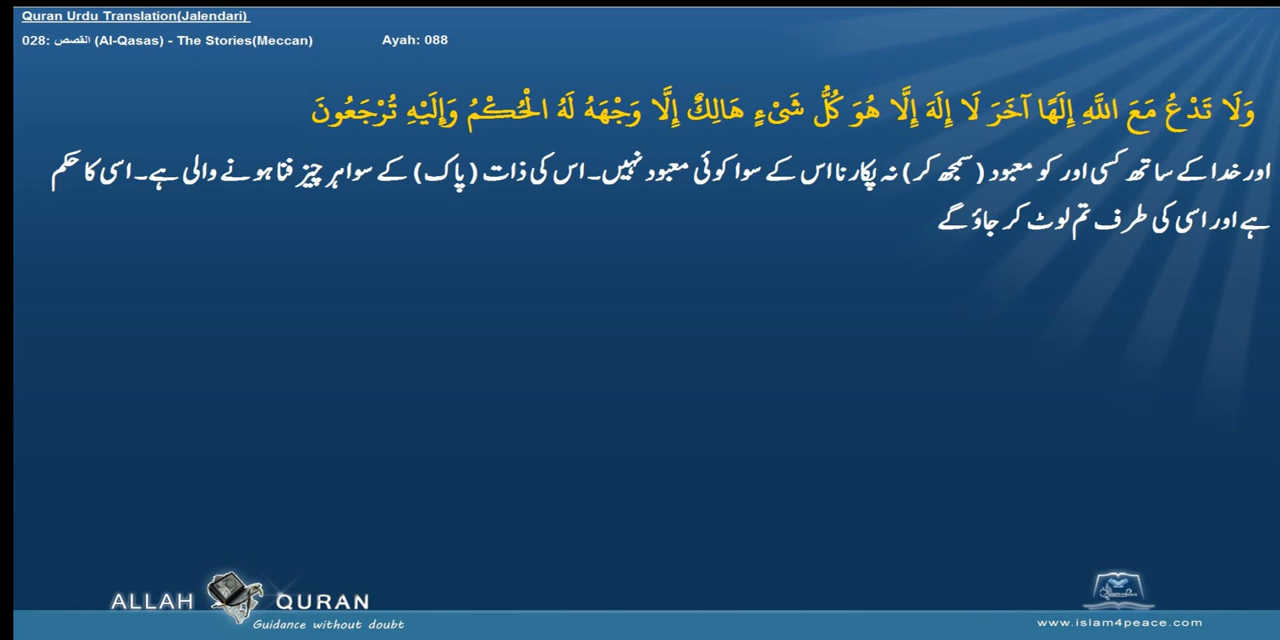 Quran Urdu Translation(Jalendari)
028: القصص (Al-Qasas) - The Stories(Meccan) Ayah: 088
وَلَا تَدْعُ مَعَ اللَّهِ إِلَهًا آخَرَ لَا إِلَهَ إِلَّا هُوَ كُلُّ شَيْءٍ هَالِكٌ إِلَّا وَجْهَهُ لَهُ الْحُكْمُ وَإِلَيْهِ تُرْجَعُونَ
اور خدا کے ساتھ کسی اور کو معبود (سمجھ کر) نہ پکارنا اس کے سوا کوئی معبود نہیں۔ اس کی ذات (پاک) کے سوا ہر چیز فنا ہونے والی ہے۔ اسی کا حکم
ہے اور اسی کی طرف تم لوٹ کر جاؤ گے
ALLAH QURAN
Guidance without doubt
www.islam4peace.com